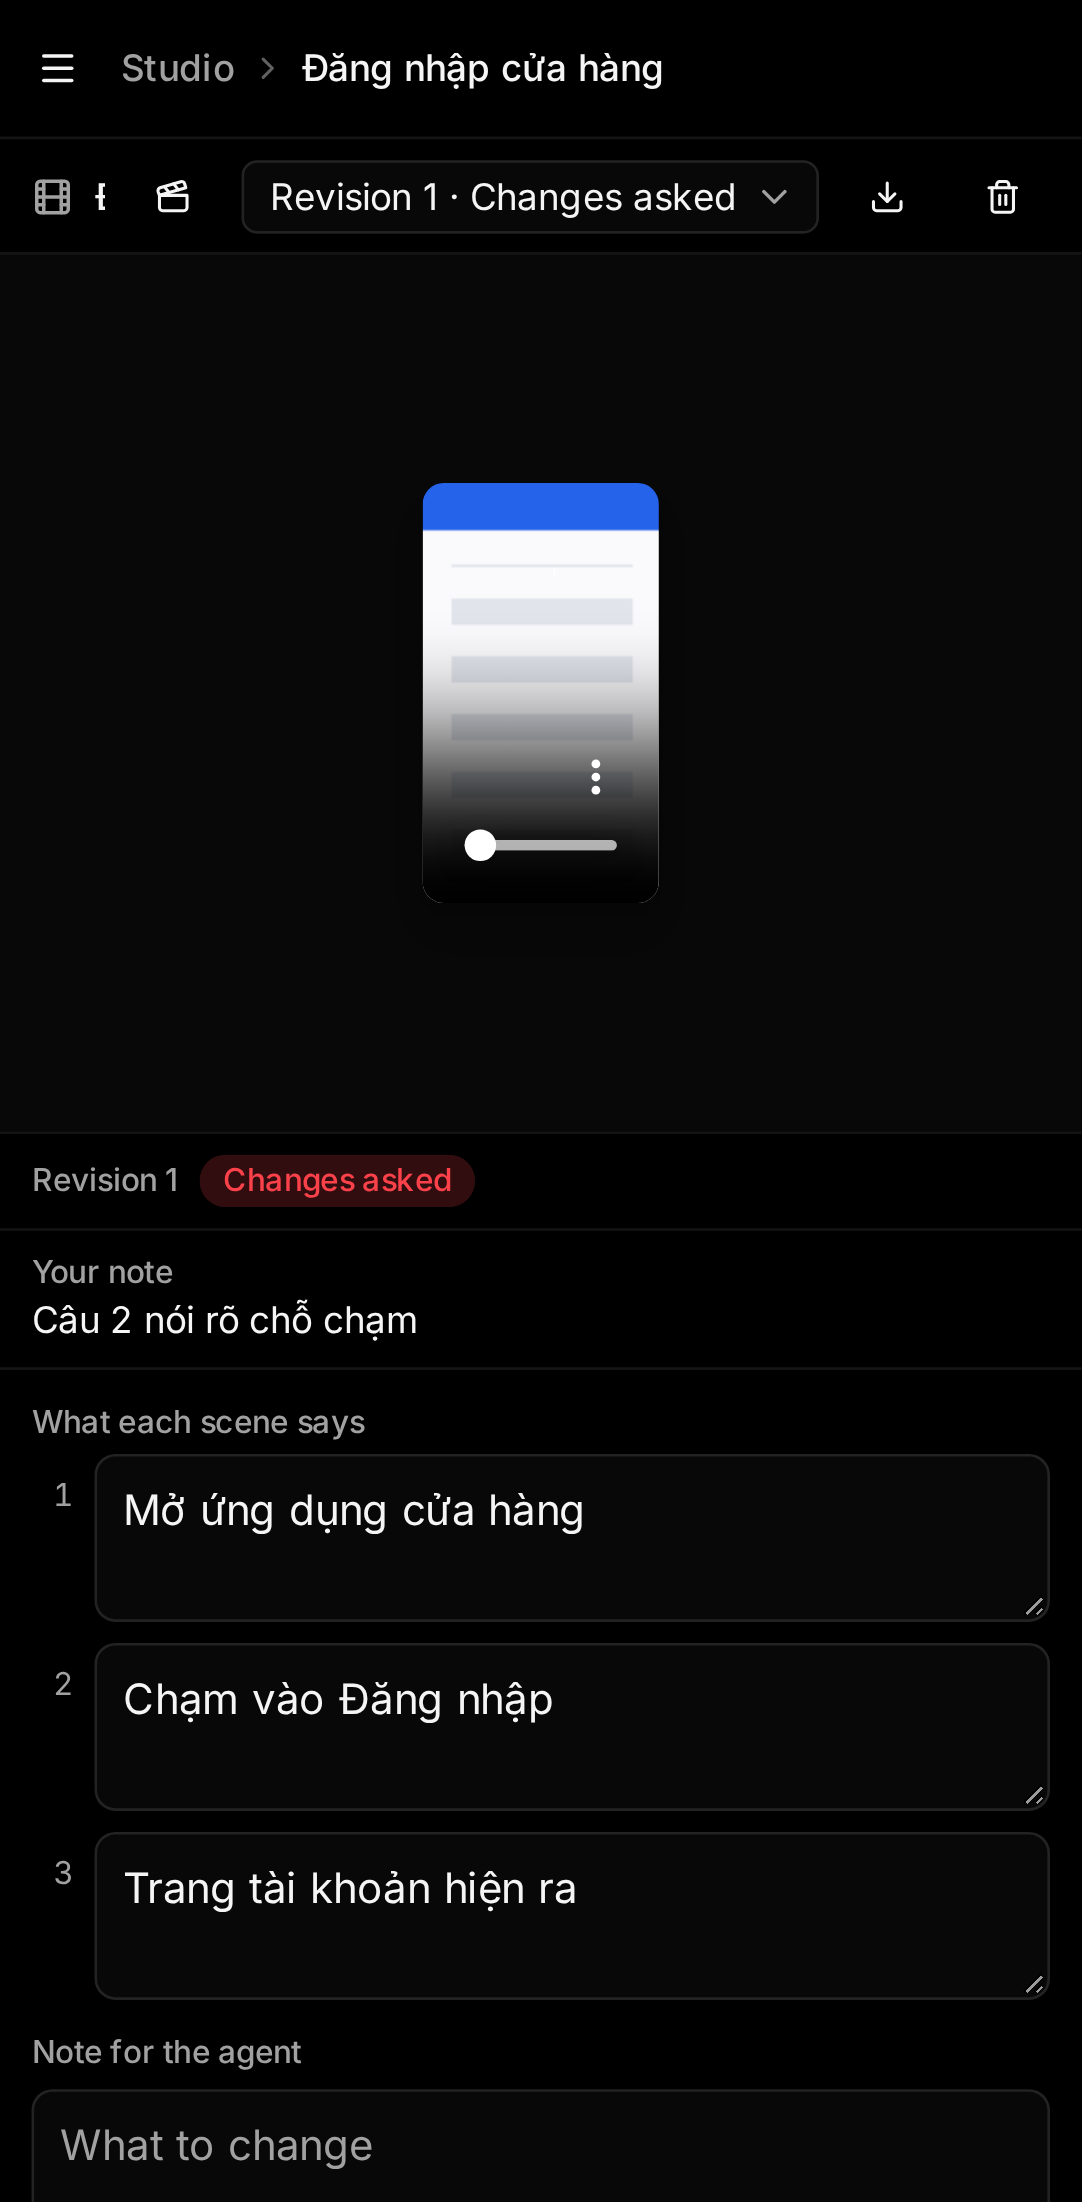 Studio > Đăng nhập cửa hàng
Revision 1 · Changes asked
Revision 1 Changes asked
Your note
Câu 2 nói rõ chỗ chạm
What each scene says
1 Mở ứng dụng cửa hàng
2 Chạm vào Đăng nhập
3 Trang tài khoản hiện ra
Note for the agent
What to change